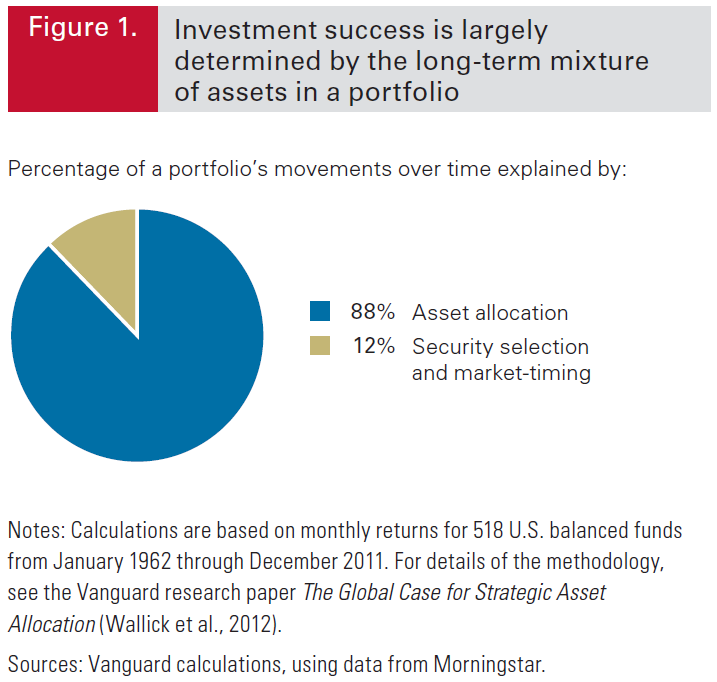 Figure 1.
Investment success is largely
determined by the long-term mixture
of assets in a portfolio
Percentage of a portfolio's movements over time explained by:
88% Asset allocation
12% Security selection
and market-timing
Notes: Calculations are based on monthly returns for 518 U.S. balanced funds
from January 1962 through December 2011. For details of the methodology,
see the Vanguard research paper The Global Case for Strategic Asset
Allocation (Wallick et al., 2012).
Sources: Vanguard calculations, using data from Morningstar.